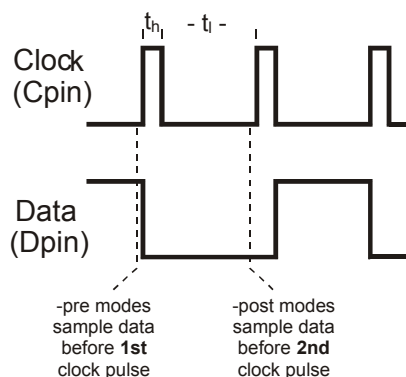 th - tl -
Clock
(Cpin)
Data
(Dpin)
-pre modes
sample data
before 1st
clock pulse
-post modes
sample data
before 2nd
clock pulse